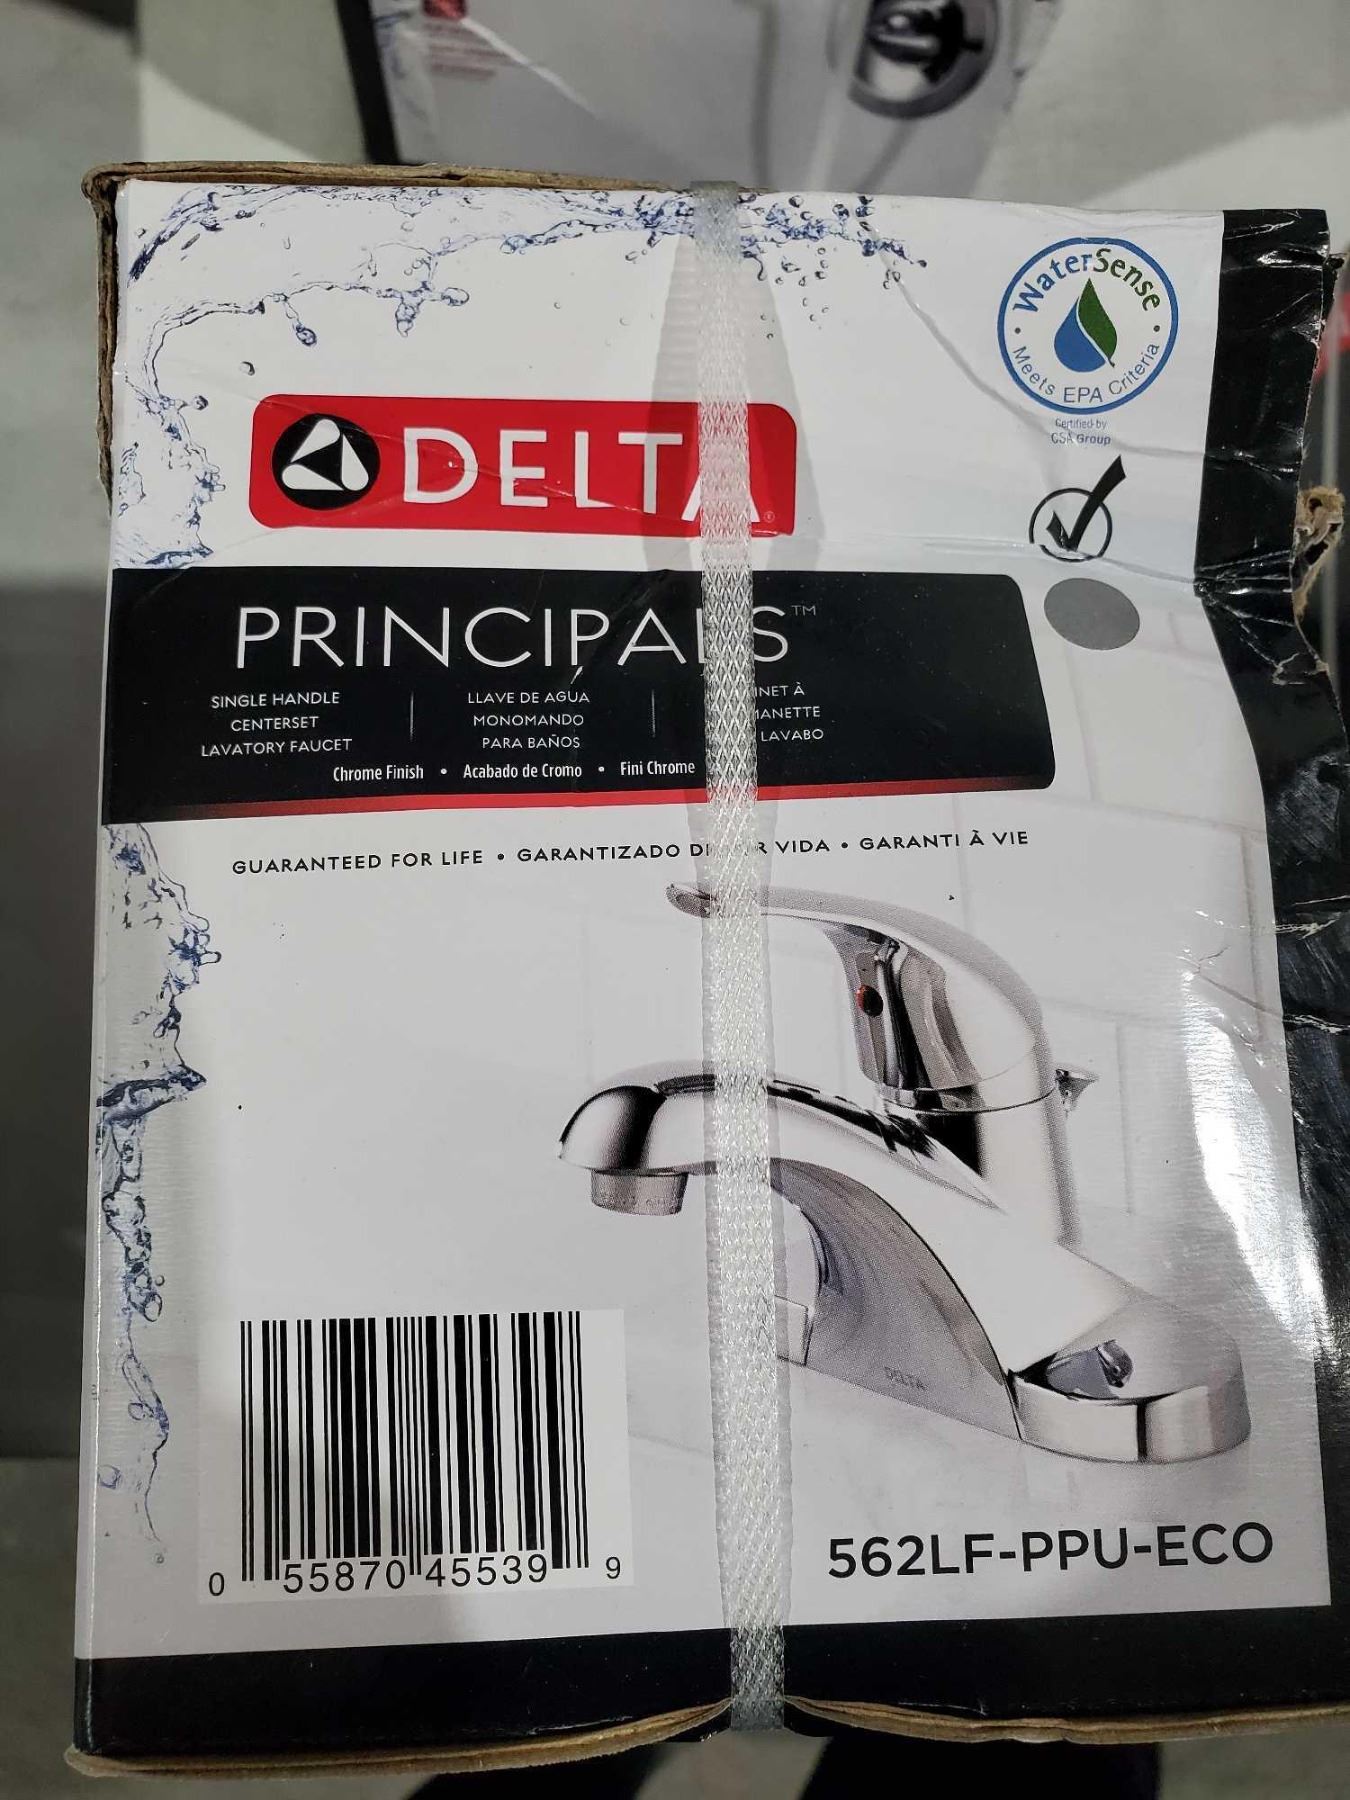 WaterSense
Meets EPA Criteria
Certified by
CSA Group
DELTA
PRINCIPALS™
SINGLE HANDLE
CENTERSET
LAVATORY FAUCET
LLAVE DE AGUA
MONOMANDO
PARA BAÑOS
À
LAVABO
Chrome Finish • Acabado de Cromo • Fini Chrome
GUARANTEED FOR LIFE • GARANTIZADO VIDA • GARANTI À VIE
DELTA
0 55870 45539 9
562LF-PPU-ECO